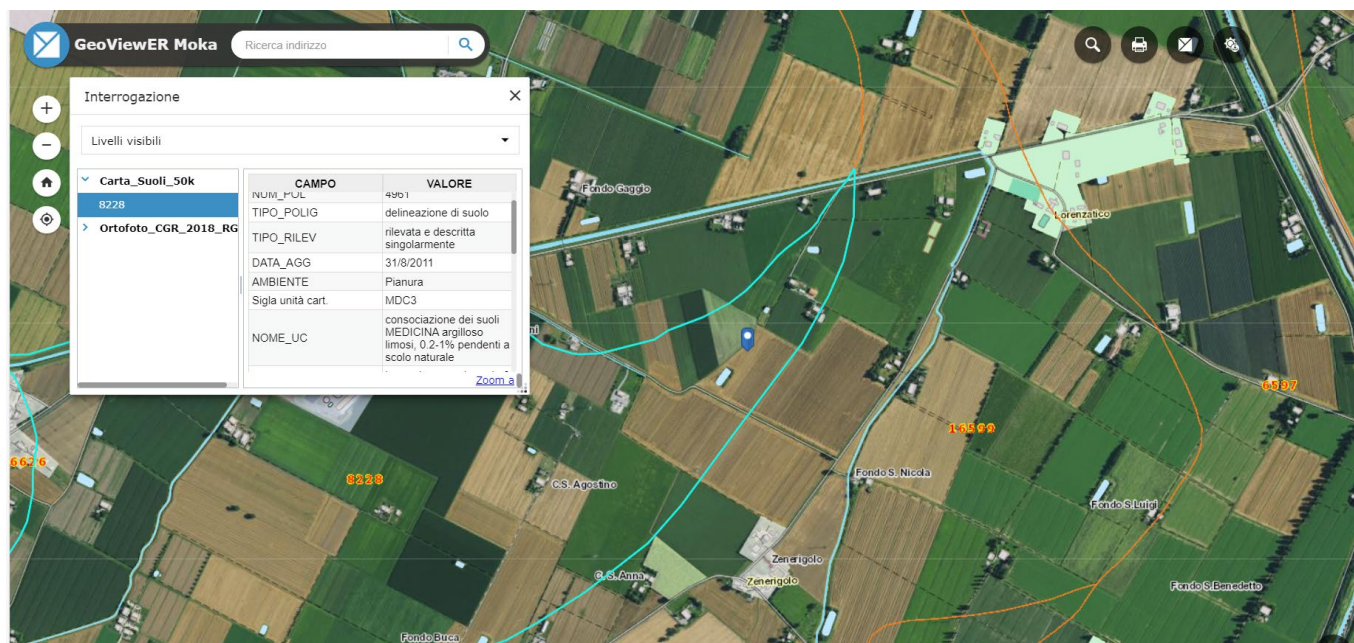 GeoViewER Moka
Ricerca indirizzo
Interrogazione
Livelli visibili
Carta_Suoli_50k
8228
Ortofoto_CGR_2018_RG
CAMPO VALORE
NUM_POL 4961
TIPO_POLIG delineazione di suolo
TIPO_RILEV rilevata e descritta
singolarmente
DATA_AGG 31/8/2011
AMBIENTE Pianura
Sigla unità cart. MDC3
NOME_UC consociazione dei suoli
MEDICINA argilloso
limosi, 0.2-1% pendenti a
scolo naturale
Zoom a
Fondo Gaggio
Lorenzatico
ni
6597
16599
6626
8228
Fondo S. Nicola
C.S. Agostino
Fondo S.Luigi
Zenerigolo
C. S. Anna
Zenerigolo
Fondo S.Benedetto
Fondo Buca